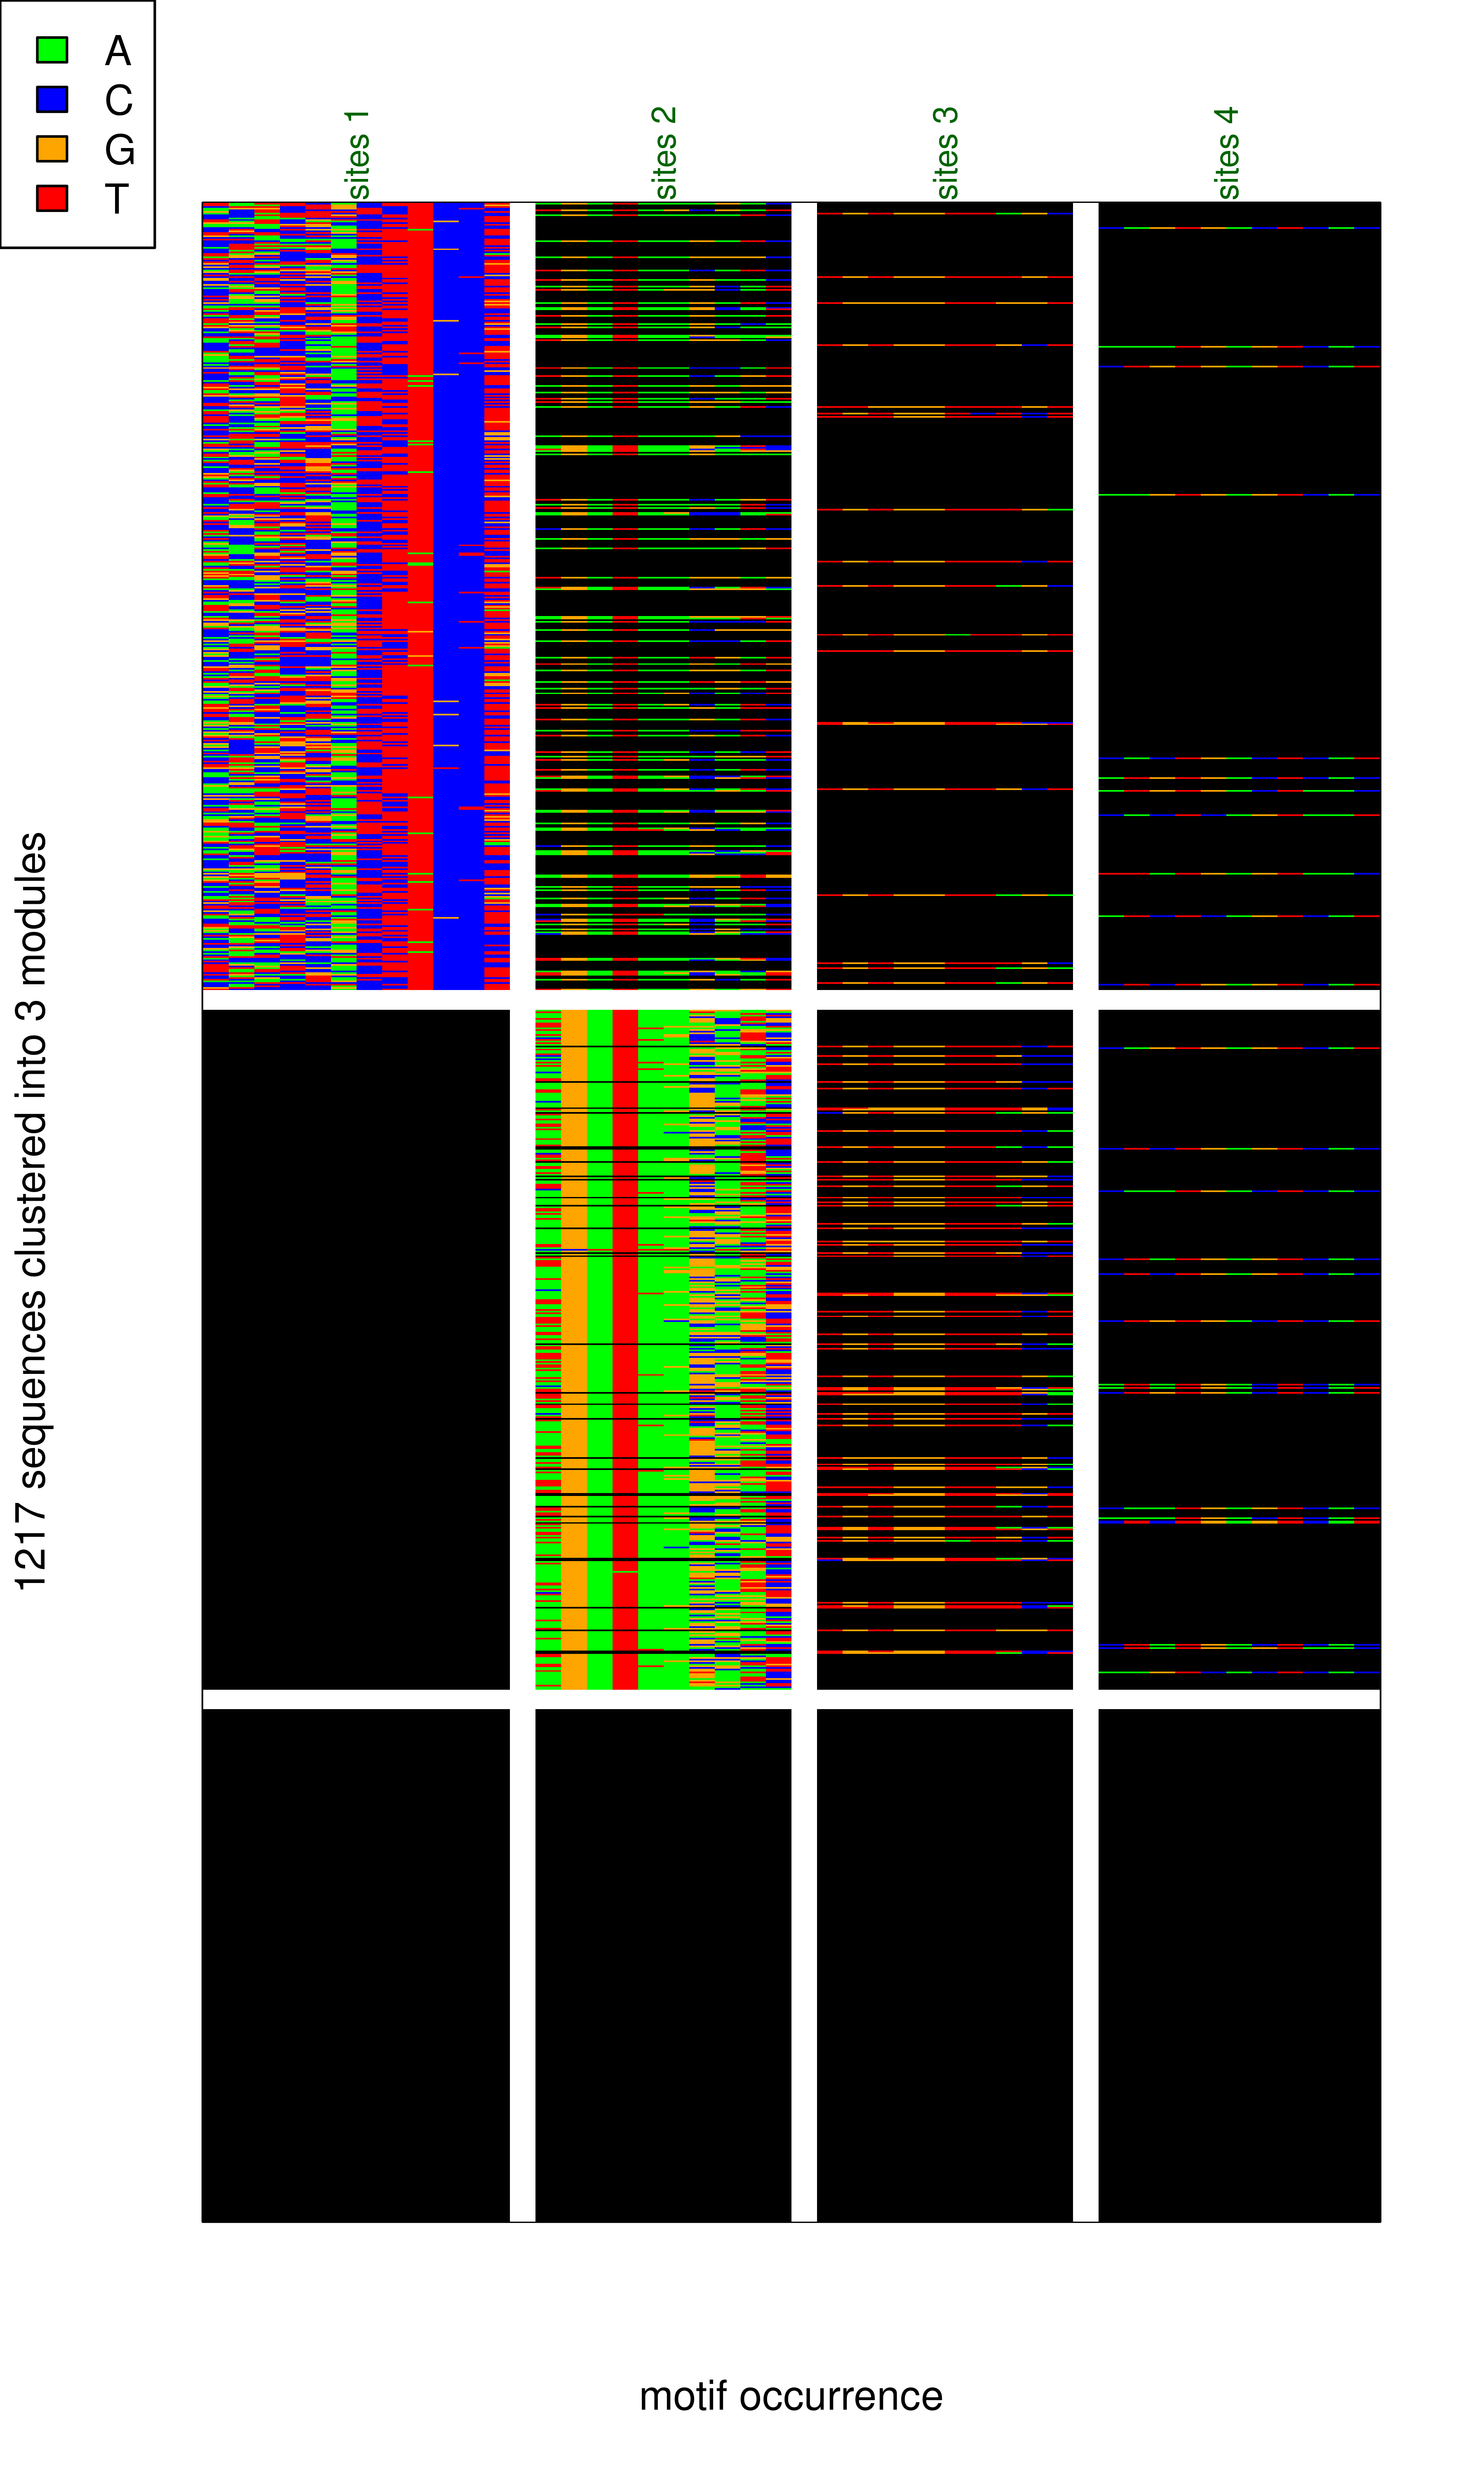 A
C
G
T
sites 1
sites 2
sites 3
sites 4
1217 sequences clustered into 3 modules
motif occurrence